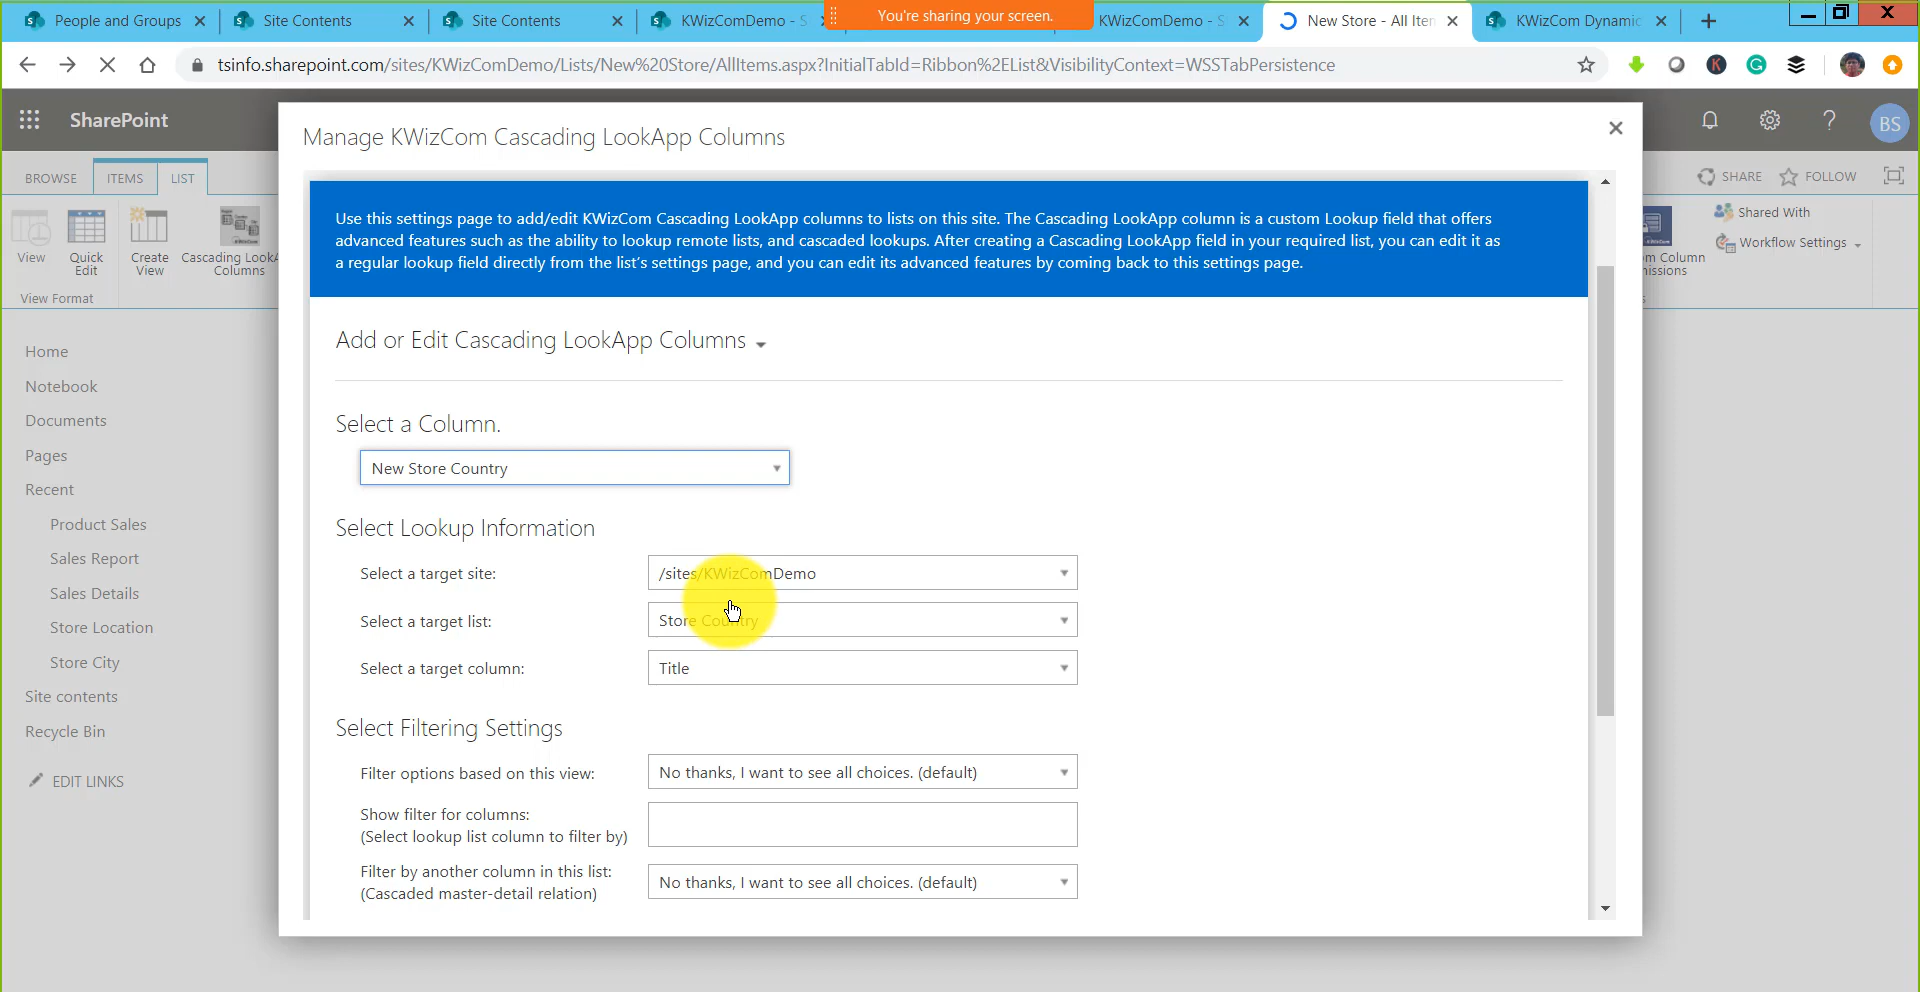 People and Groups
Site Contents
Site Contents
KWizComDemo - S
You're sharing your screen.
KWizComDemo - S
New Store - All Iter
KWizCom Dynamic
tsinfo.sharepoint.com/sites/KWizComDemo/Lists/New%20Store/AllItems.aspx?InitialTabId=Ribbon%2EList&VisibilityContext=WSSTabPersistence
SharePoint
BS
BROWSE
ITEMS
LIST
SHARE
FOLLOW
View
Quick
Edit
Create
View
Cascading LookA
Columns
View Format
Shared With
Workflow Settings
m Column
issions
s
Home
Notebook
Documents
Pages
Recent
Product Sales
Sales Report
Sales Details
Store Location
Store City
Site contents
Recycle Bin
EDIT LINKS
Manage KWizCom Cascading LookApp Columns
Use this settings page to add/edit KWizCom Cascading LookApp columns to lists on this site. The Cascading LookApp column is a custom Lookup field that offers
advanced features such as the ability to lookup remote lists, and cascaded lookups. After creating a Cascading LookApp field in your required list, you can edit it as
a regular lookup field directly from the list's settings page, and you can edit its advanced features by coming back to this settings page.
Add or Edit Cascading LookApp Columns
Select a Column.
New Store Country
Select Lookup Information
Select a target site:
/sites/KWizComDemo
Select a target list:
Store Country
Select a target column:
Title
Select Filtering Settings
Filter options based on this view:
No thanks, I want to see all choices. (default)
Show filter for columns:
(Select lookup list column to filter by)
Filter by another column in this list:
(Cascaded master-detail relation)
No thanks, I want to see all choices. (default)